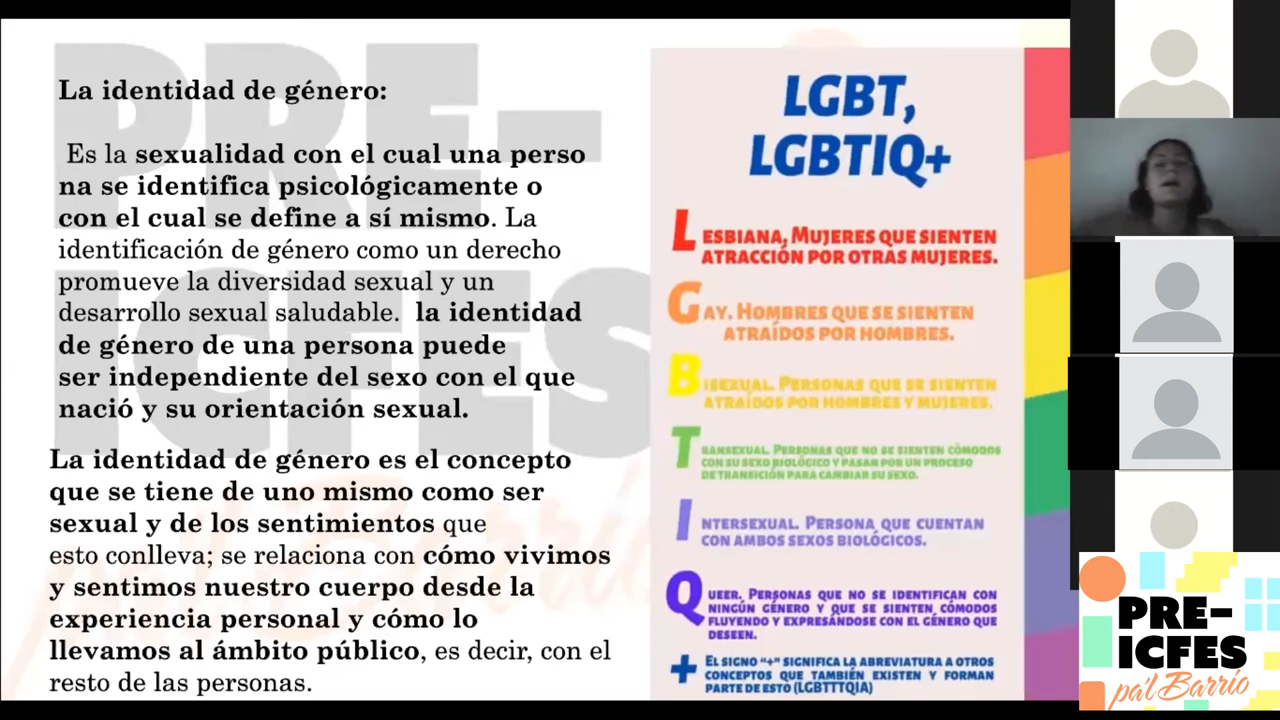 La identidad de género:
Es la sexualidad con el cual una perso
na se identifica psicológicamente o
con el cual se define a sí mismo. La
identificación de género como un derecho
promueve la diversidad sexual y un
desarrollo sexual saludable. la identidad
de género de una persona puede
ser independiente del sexo con el que
nació y su orientación sexual.
La identidad de género es el concepto
que se tiene de uno mismo como ser
sexual y de los sentimientos que
esto conlleva; se relaciona con cómo vivimos
y sentimos nuestro cuerpo desde la
experiencia personal y cómo lo
llevamos al ámbito público, es decir, con el
resto de las personas.
LGBT,
LGBTIQ+
LESBIANA, MUJERES QUE SIENTEN
ATRACCIÓN POR OTRAS MUJERES.
GAY. HOMBRES QUE SE SIENTEN
ATRAÍDOS POR HOMBRES.
BISEXUAL. PERSONAS QUE SE SIENTEN
ATRAÍDOS POR HOMBRES Y MUJERES.
TRANSEXUAL. PERSONAS QUE NO SE SIENTEN CÓMODOS
CON SU SEXO BIOLÓGICO Y PASAN POR UN PROCESO
DE TRANSICIÓN PARA CAMBIAR SU SEXO.
INTERSEXUAL. PERSONA QUE CUENTAN
CON AMBOS SEXOS BIOLÓGICOS.
QUEER. PERSONAS QUE NO SE IDENTIFICAN CON
NINGÚN GÉNERO Y QUE SE SIENTEN CÓMODOS
FLUYENDO Y EXPRESÁNDOSE CON EL GÉNERO QUE
DESEEN.
+ EL SIGNO "+" SIGNIFICA LA ABREVIATURA A OTROS
CONCEPTOS QUE TAMBIÉN EXISTEN Y FORMAN
PARTE DE ESTO (LGBTTTQIA)
PRE-
ICFES
pa'l Barrio
PRE-
ICFES
pa'l Barrio